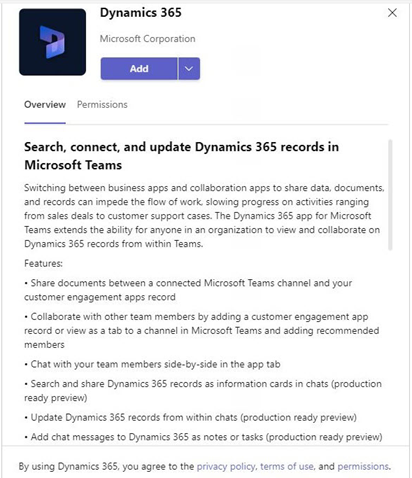 Dynamics 365
Microsoft Corporation
Add
Overview
Permissions
Search, connect, and update Dynamics 365 records in
Microsoft Teams
Switching between business apps and collaboration apps to share data, documents,
and records can impede the flow of work, slowing progress on activities ranging
from sales deals to customer support cases. The Dynamics 365 app for Microsoft
Teams extends the ability for anyone in an organization to view and collaborate on
Dynamics 365 records from within Teams.
Features:
• Share documents between a connected Microsoft Teams channel and your
customer engagement apps record
• Collaborate with other team members by adding a customer engagement app
record or view as a tab to a channel in Microsoft Teams and adding recommended
members
• Chat with your team members side-by-side in the app tab
• Search and share Dynamics 365 records as information cards in chats (production
ready preview)
• Update Dynamics 365 records from within chats (production ready preview)
• Add chat messages to Dynamics 365 as notes or tasks (production ready preview)
By using Dynamics 365, you agree to the privacy policy, terms of use, and permissions.